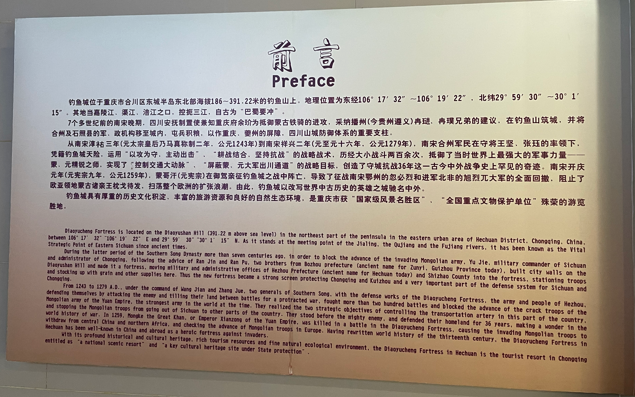 前言
Preface
钓鱼城位于重庆市合川区东城半岛东北部海拔186～391.22米的钓鱼山上，地理位置为东经106°17′32″～106°19′22″，北纬29°59′30″～30°1′
15″。其地当嘉陵江、渠江、涪江之口，控扼三江，自古为"巴蜀要冲"。
7个多世纪前的南宋晚期，四川安抚制置使兼知重庆府余玠为抵御蒙古铁骑的进攻，采纳播州(今贵州遵义)冉琎、冉璞兄弟的建议，在钓鱼山筑城，并将
合州及石照县的军、政机构移至城内，屯兵积粮，以作重庆、夔州的屏障，四川山城防御体系的重要支柱。
从南宋淳祐三年(元太宗皇后乃马真称制二年，公元1243年)到南宋祥兴二年(元至元十六年，公元1279年)，南宋合州军民在守将王坚、张珏的率领下，
凭藉钓鱼城天险，运用"以攻为守、主动出击"、"耕战结合、坚持抗战"的战略战术，历经大小战斗两百余次，抵御了当时世界上最强大的军事力量——
蒙、元精锐之师，实现了"控制交通大动脉"、"屏蔽蒙、元大军出川通道"的战略目标，创造了守城抗战36年这一古今中外战争史上罕见的奇迹。南宋开庆
元年(元宪宗九年，公元1259年)，蒙哥汗(元宪宗)在御驾亲征钓鱼城之战中阵亡，导致了征战南宋鄂州的忽必烈和进军北非的旭烈兀大军的全面回撤，阻止了
欧亚领地蒙古诸亲王杖戈待发，扫荡整个欧洲的扩张浪潮。由此，钓鱼城以改写世界中古历史的英雄之城驰名中外。
钓鱼城具有厚重的历史文化积淀、丰富的旅游资源和良好的自然生态环境，是重庆市获"国家级风景名胜区"、"全国重点文物保护单位"殊荣的游览
胜地。
Diaoyucheng Fortress is located on the Diaoyushan Hill (391.22 m above sea level) in the northeast part of the peninsula in the eastern urban area of Hechuan District, Chongqing, China,
between 106°17′32″-106°19′22″ E and 29°59′30″-30°1′15″ N. As it stands at the meeting point of the Jialing, the Qujiang and the Fujiang rivers, it has been known as the Vital
Strategic Point of Eastern Sichuan since ancient times.
During the latter period of the Southern Song Dynasty more than seven centuries ago, in order to block the advance of the invading Mongolian army, Yu Jie, military commander of Sichuan
and administrator of Chongqing, following the advice of Ran Jin and Ran Pu, two brothers from Bozhou prefecture (ancient name for Zunyi, Guizhou Province today), built city walls on the
Diaoyushan Hill and made it a fortress, moving military and administrative offices of Hezhou Prefecture (ancient name for Hechuan today) and Shizhao County into the fortress, stationing troops
and stocking up with grain and other supplies here. Thus the new fortress became a strong screen protecting Chongqing and Kuizhou and a very important part of the defense system for Sichuan and
Chongqing.
From 1243 to 1279 A.D., under the command of Wang Jian and Zhang Jue, two generals of Southern Song, with the defense works of the Diaoyucheng Fortress, the army and people of Hezhou,
defending themselves by attacking the enemy and tilling their land between battles for a protracted war, fought more than two hundred battles and blocked the advance of the crack troops of the
Mongolian army of the Yuan Empire, the strongest army in the world at the time. They realized the two strategic objectives of controlling the transportation artery in this part of the country,
and stopping the Mongolian troops from going out of Sichuan to other parts of the country. They stood before the mighty enemy, and defended their homeland for 36 years, making a wonder in the
world history of war. In 1259, Mongke the Great Khan, or Emperor Xianzong of the Yuan Empire, was killed in a battle in the Diaoyucheng Fortress, causing the invading Mongolian troops to
withdraw from central China and northern Africa, and checking the advance of Mongolian troops in Europe. Having rewritten world history of the thirteenth century, the Diaoyucheng Fortress in
Hechuan has been well-known in China and abroad as a heroic fortress against invaders.
With its profound historical and cultural heritage, rich tourism resources and fine natural ecological environment, the Diaoyucheng Fortress in Hechuan is the tourist resort in Chongqing
entitled as "a national scenic resort" and "a key cultural heritage site under State protection".